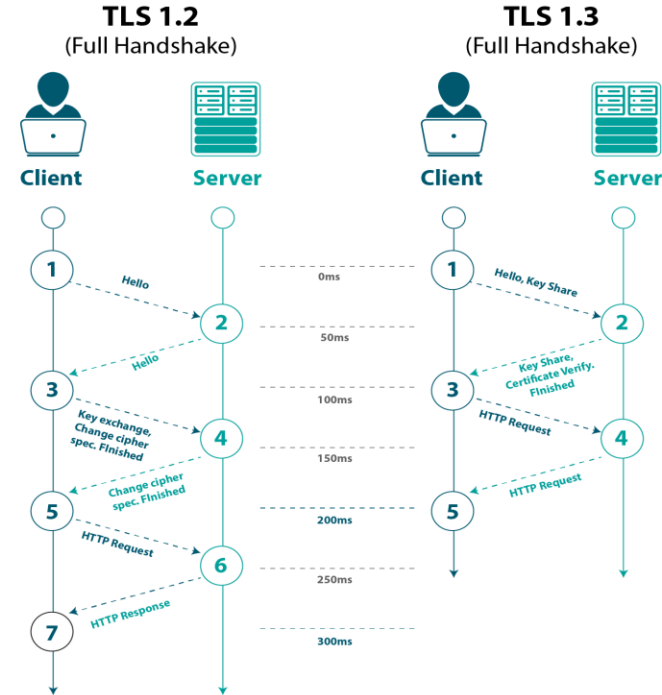 TLS 1.2
(Full Handshake)
TLS 1.3
(Full Handshake)
Client
Server
Client
Server
1
Hello
2
Hello
3
Key exchange,
Change cipher
spec. FInished
4
Change cipher
spec. FInished
5
HTTP Request
6
HTTP Response
7
0ms
50ms
100ms
150ms
200ms
250ms
300ms
1
Hello, Key Share
2
Key Share,
Certificate Verify.
FInished
3
HTTP Request
4
HTTP Request
5